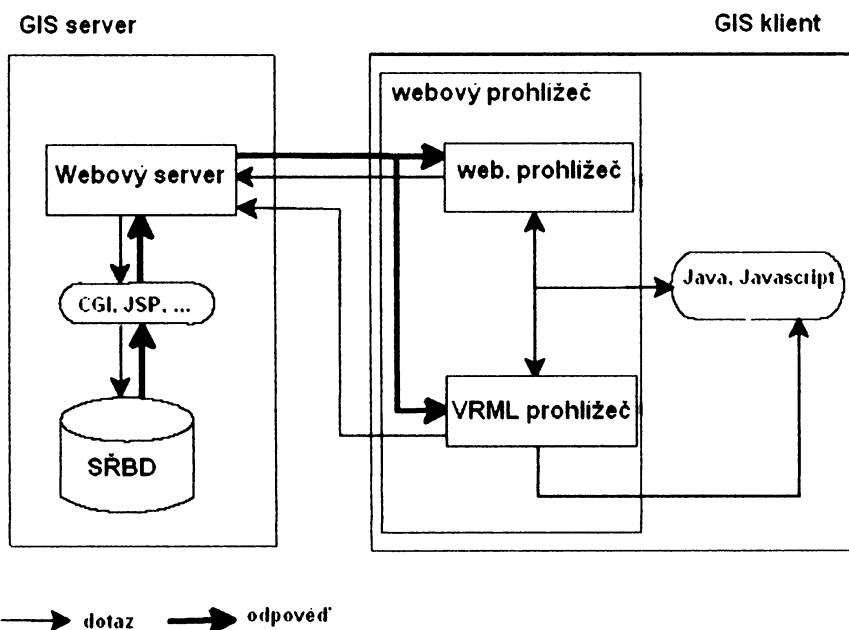 GIS server
GIS klient
webový prohlížeč
Webový server
web. prohlížeč
Java, Javascript
CGI, JSP, ...
VRML prohlížeč
SŘBD
dotaz
odpověď